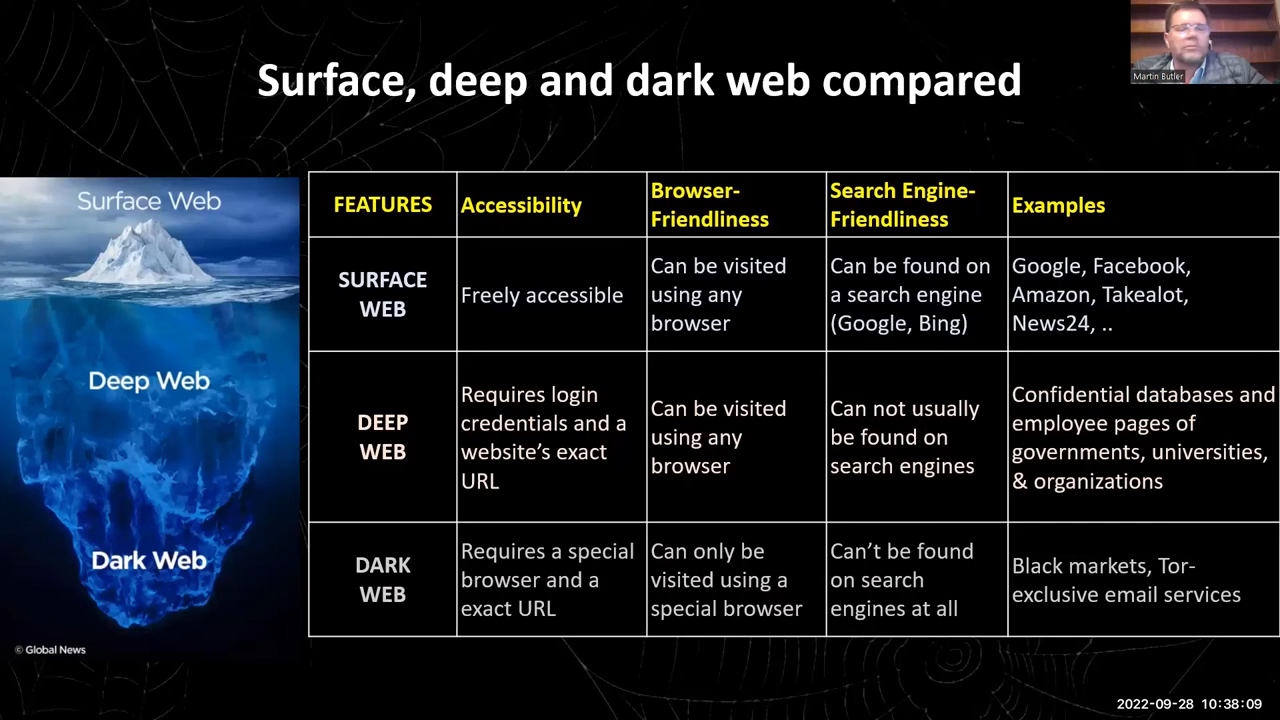 Martin Butler
Surface, deep and dark web compared
Surface Web
Deep Web
Dark Web
© Global News
FEATURES
Accessibility
Browser-
Friendliness
Search Engine-
Friendliness
Examples
SURFACE
WEB
Freely accessible
Can be visited
using any
browser
Can be found on
a search engine
(Google, Bing)
Google, Facebook,
Amazon, Takealot,
News24, ..
DEEP
WEB
Requires login
credentials and a
website’s exact
URL
Can be visited
using any
browser
Can not usually
be found on
search engines
Confidential databases and
employee pages of
governments, universities,
& organizations
DARK
WEB
Requires a special
browser and a
exact URL
Can only be
visited using a
special browser
Can’t be found
on search
engines at all
Black markets, Tor-
exclusive email services
2022-09-28 10:38:09